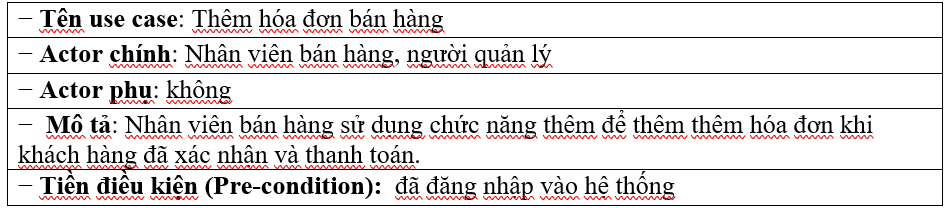 − Tên use case: Thêm hóa đơn bán hàng
− Actor chính: Nhân viên bán hàng, người quản lý
− Actor phụ: không
− Mô tả: Nhân viên bán hàng sử dụng chức năng thêm để thêm thêm hóa đơn khi
khách hàng đã xác nhận và thanh toán.
− Tiền điều kiện (Pre-condition): đã đăng nhập vào hệ thống